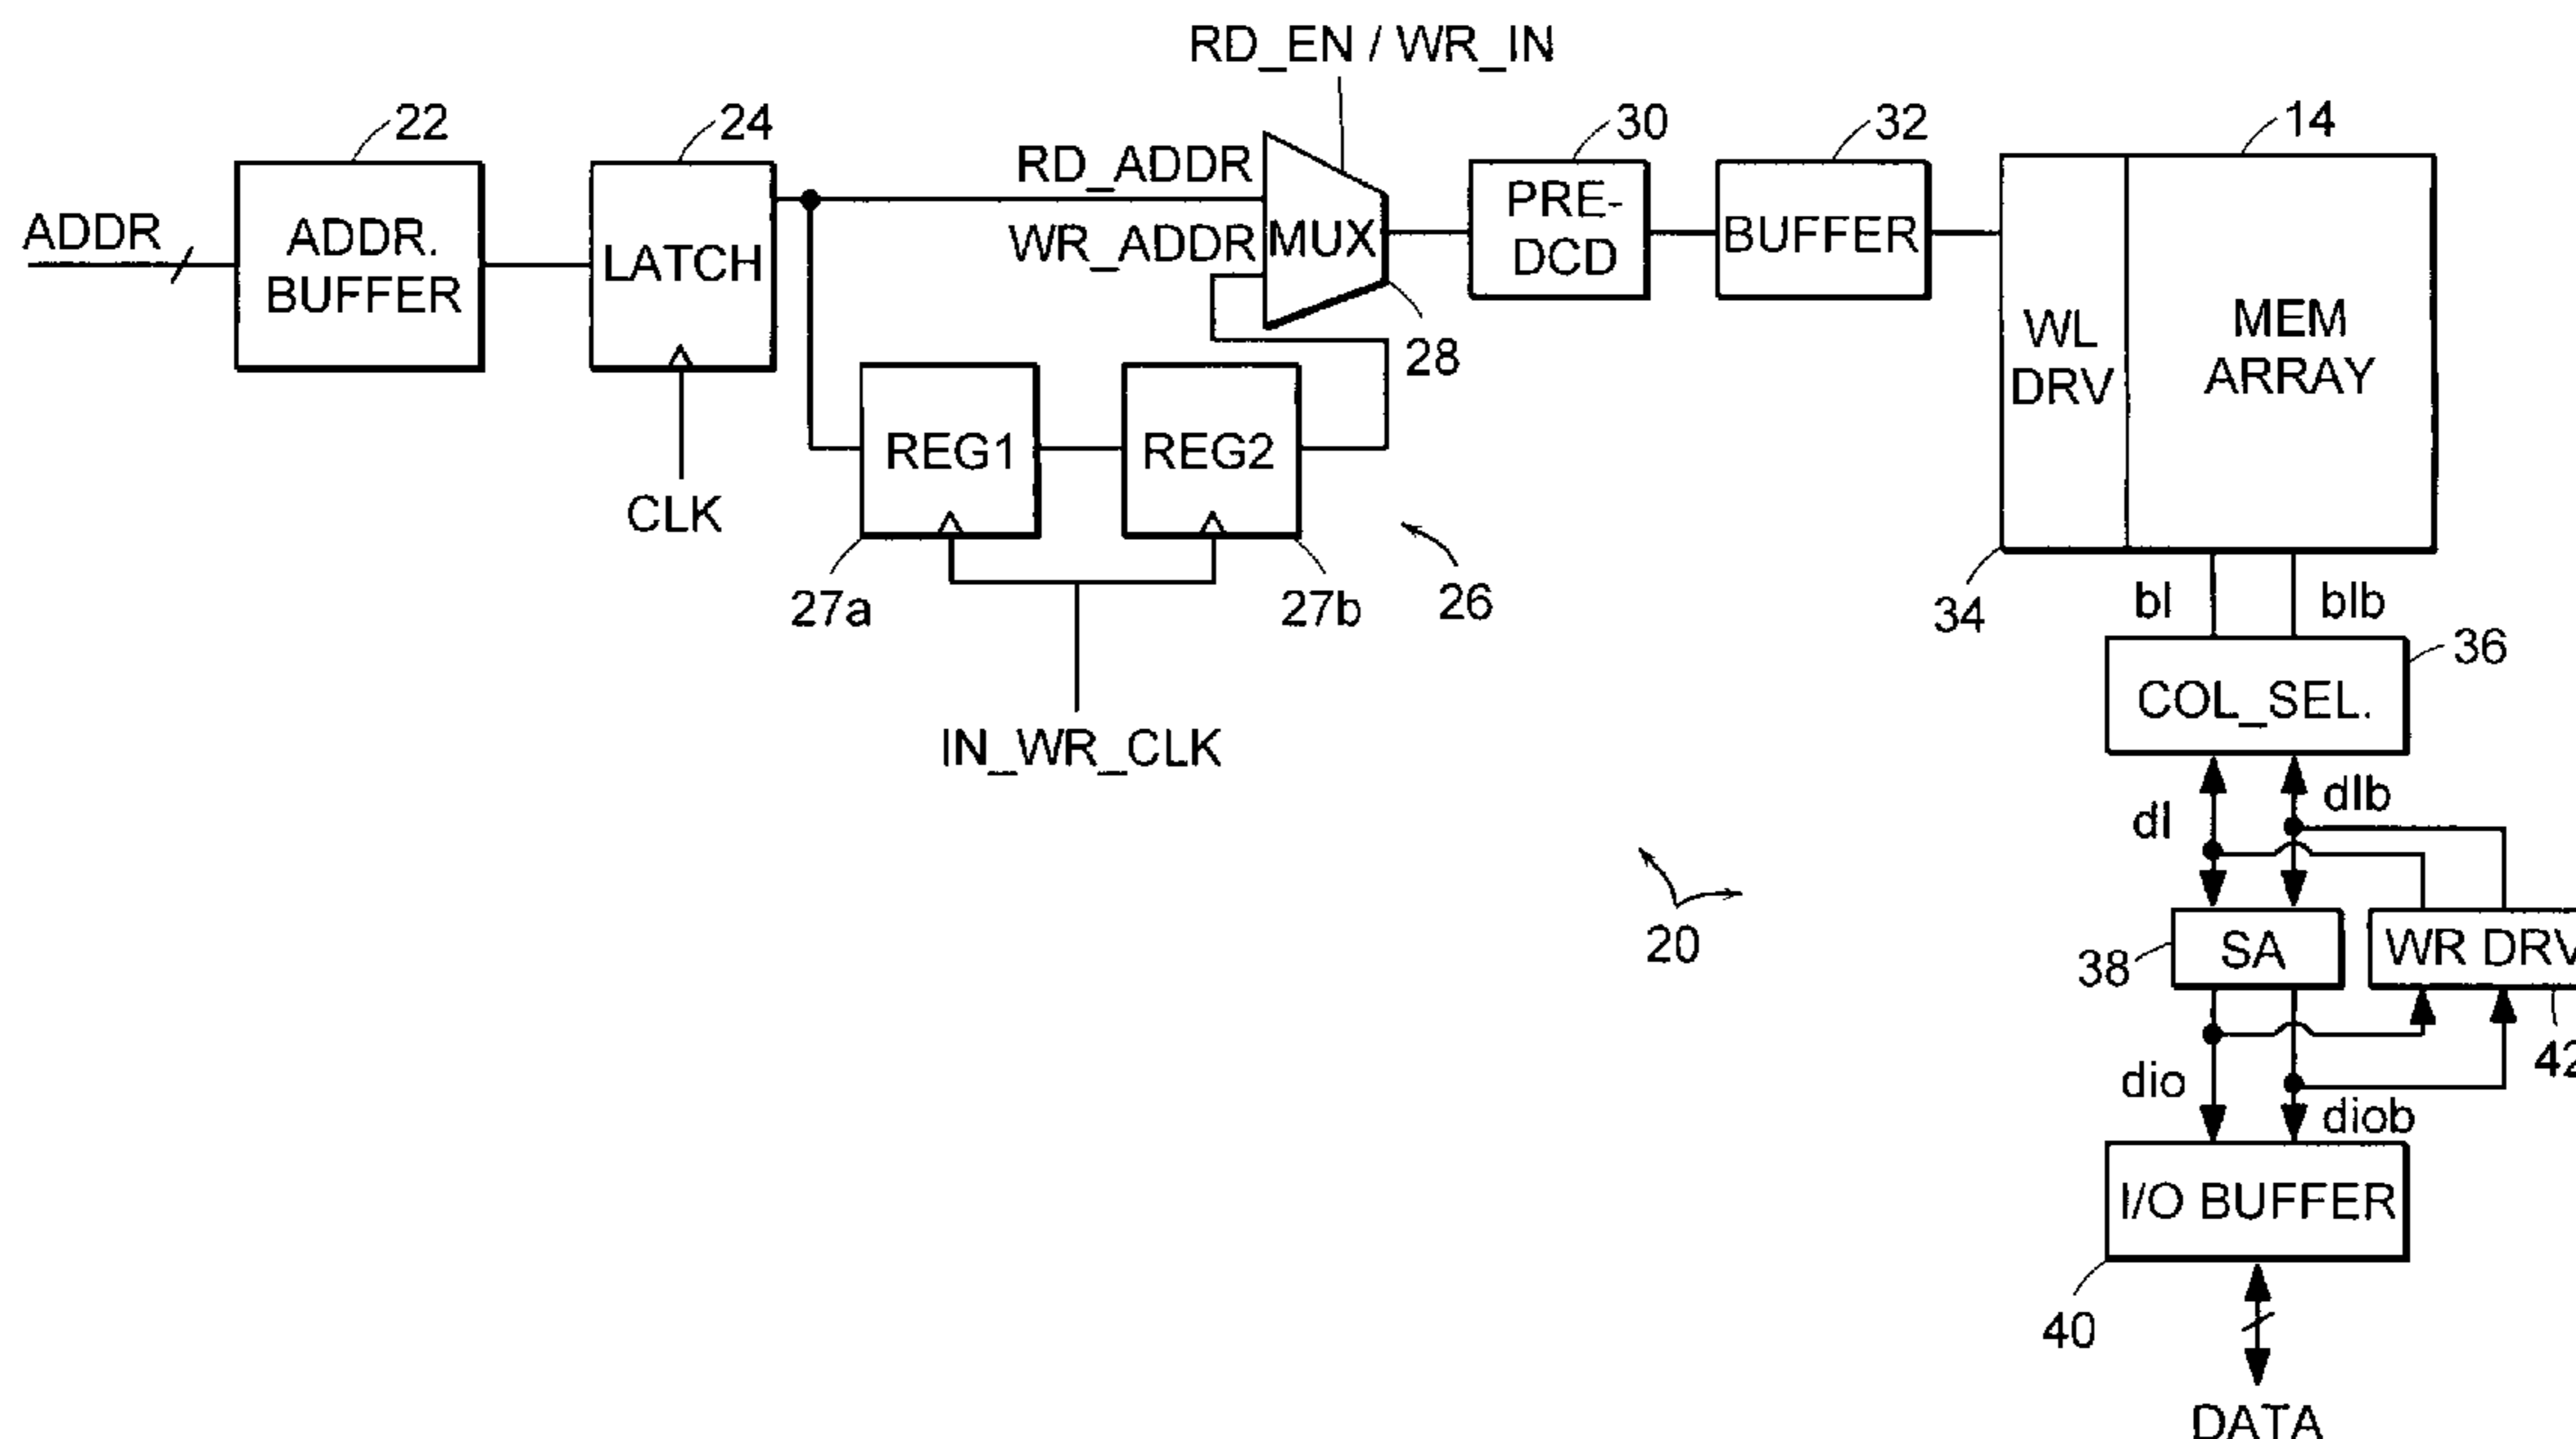 RD_EN / WR_IN
22
24
30
32
14
ADDR
ADDR.
BUFFER
LATCH
RD_ADDR
WR_ADDR
MUX
PRE-
DCD
BUFFER
WL
DRV
MEM
ARRAY
28
REG1
REG2
CLK
27a
27b
26
34
bl
blb
36
COL_SEL.
IN_WR_CLK
dl
dlb
20
38
SA
WR DRV
42
dio
diob
I/O BUFFER
40
DATA